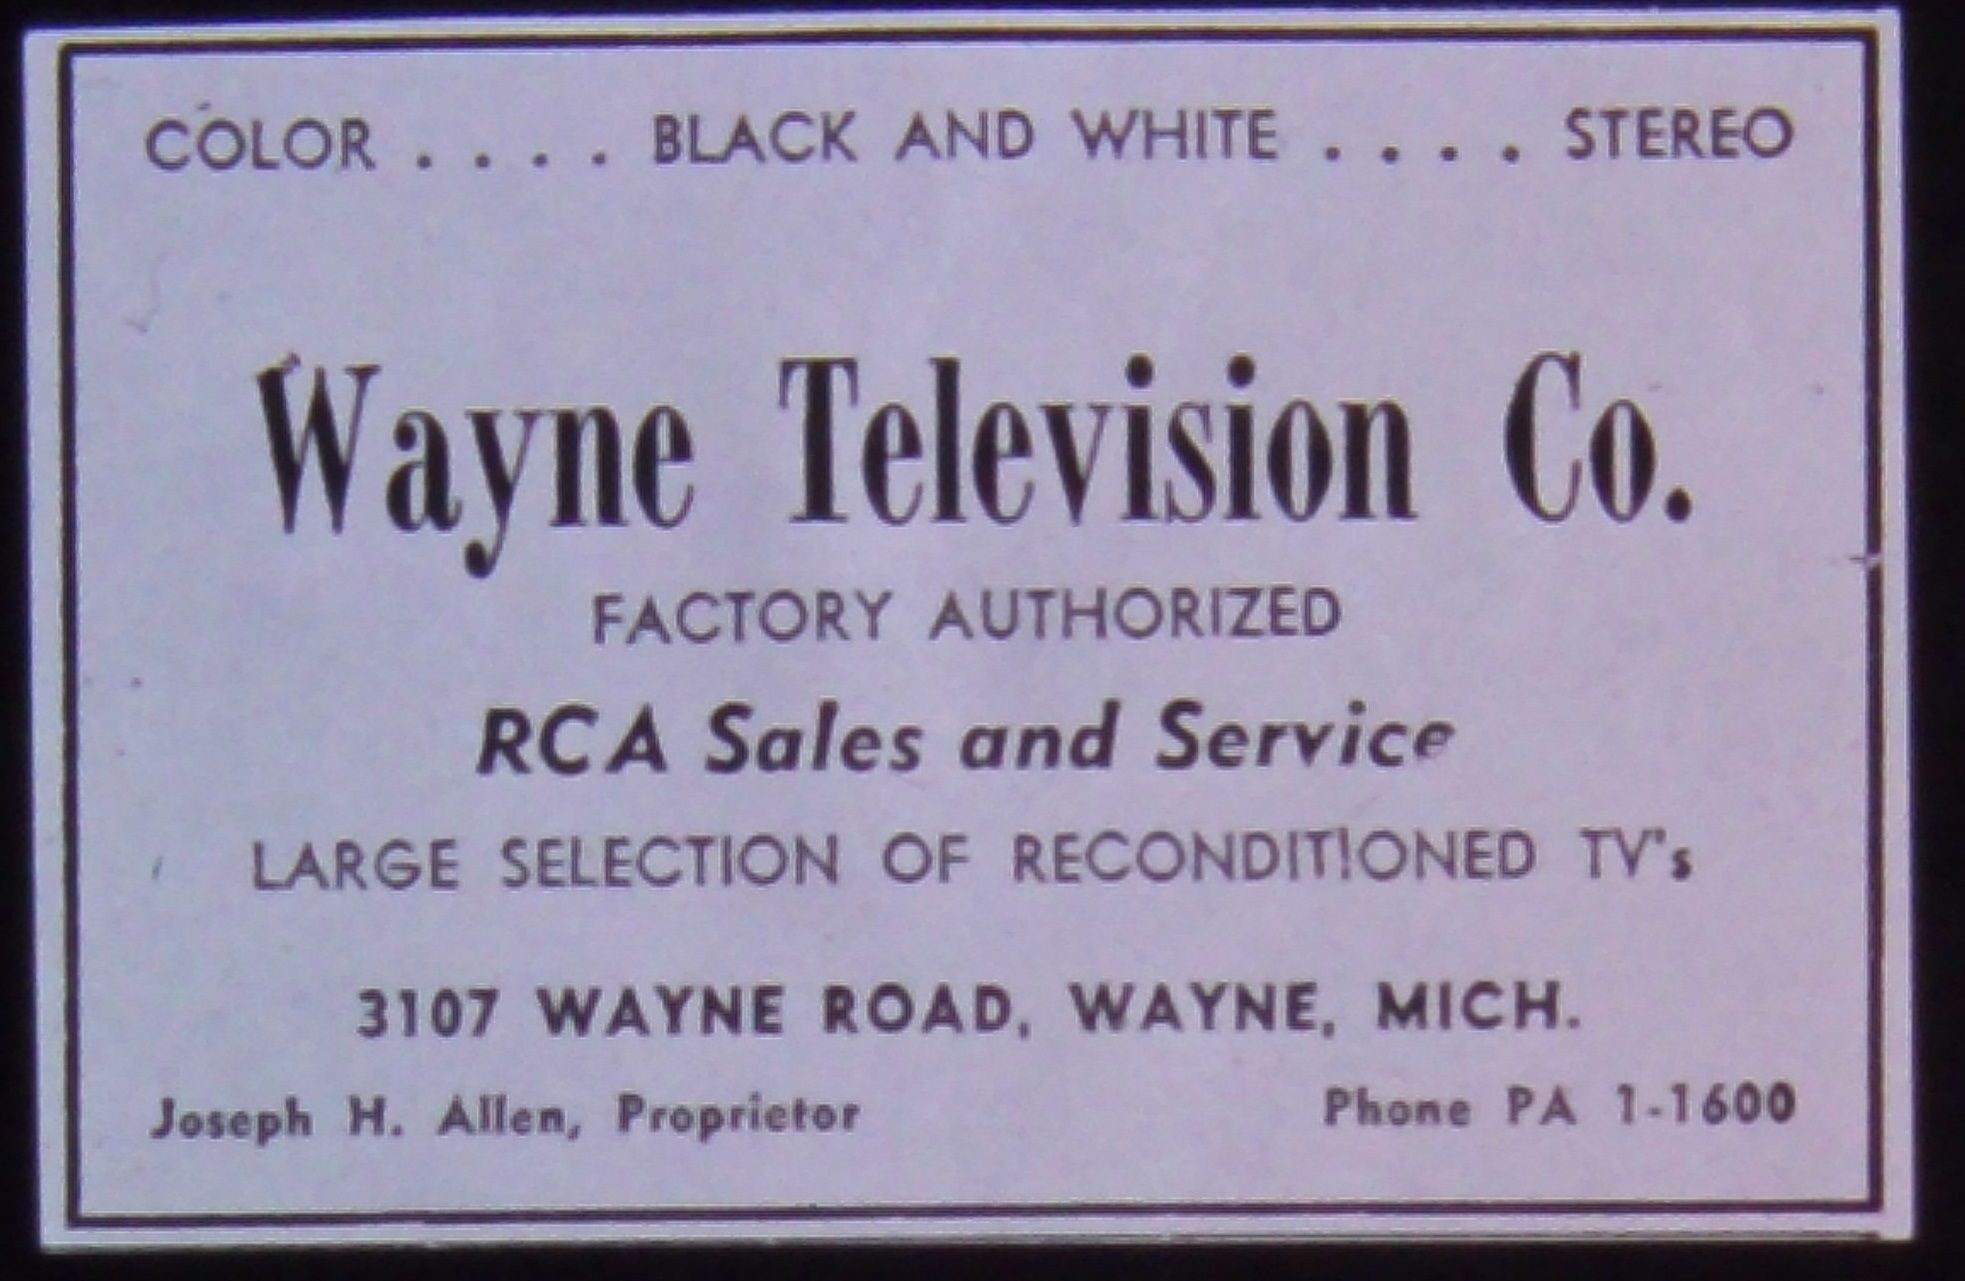 COLOR . . . . BLACK AND WHITE . . . . STEREO
Wayne Television Co.
FACTORY AUTHORIZED
RCA Sales and Service
LARGE SELECTION OF RECONDITIONED TV's
3107 WAYNE ROAD, WAYNE, MICH.
Joseph H. Allen, Proprietor Phone PA 1-1600